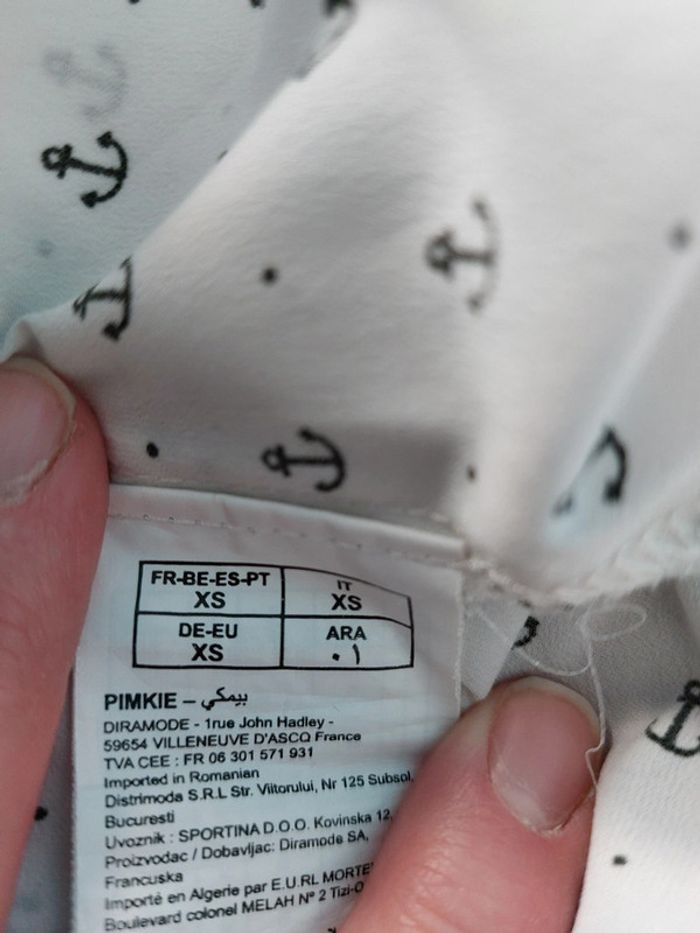 FR-BE-ES-PT
XS
IT
XS
DE-EU
XS
ARA
٠١
PIMKIE – بيمكي
DIRAMODE - 1rue John Hadley -
59654 VILLENEUVE D'ASCQ France
TVA CEE : FR 06 301 571 931
Imported in Romanian
Distrimoda S.R.L Str. Viitorului, Nr 125 Subsol,
Bucuresti
Uvoznik : SPORTINA D.O.O. Kovinska 12,
Proizvodac / Dobavljac: Diramode SA,
Francuska
Importé en Algerie par E.U.RL MORTE
Boulevard colonel MELAH Nº 2 Tizi-O